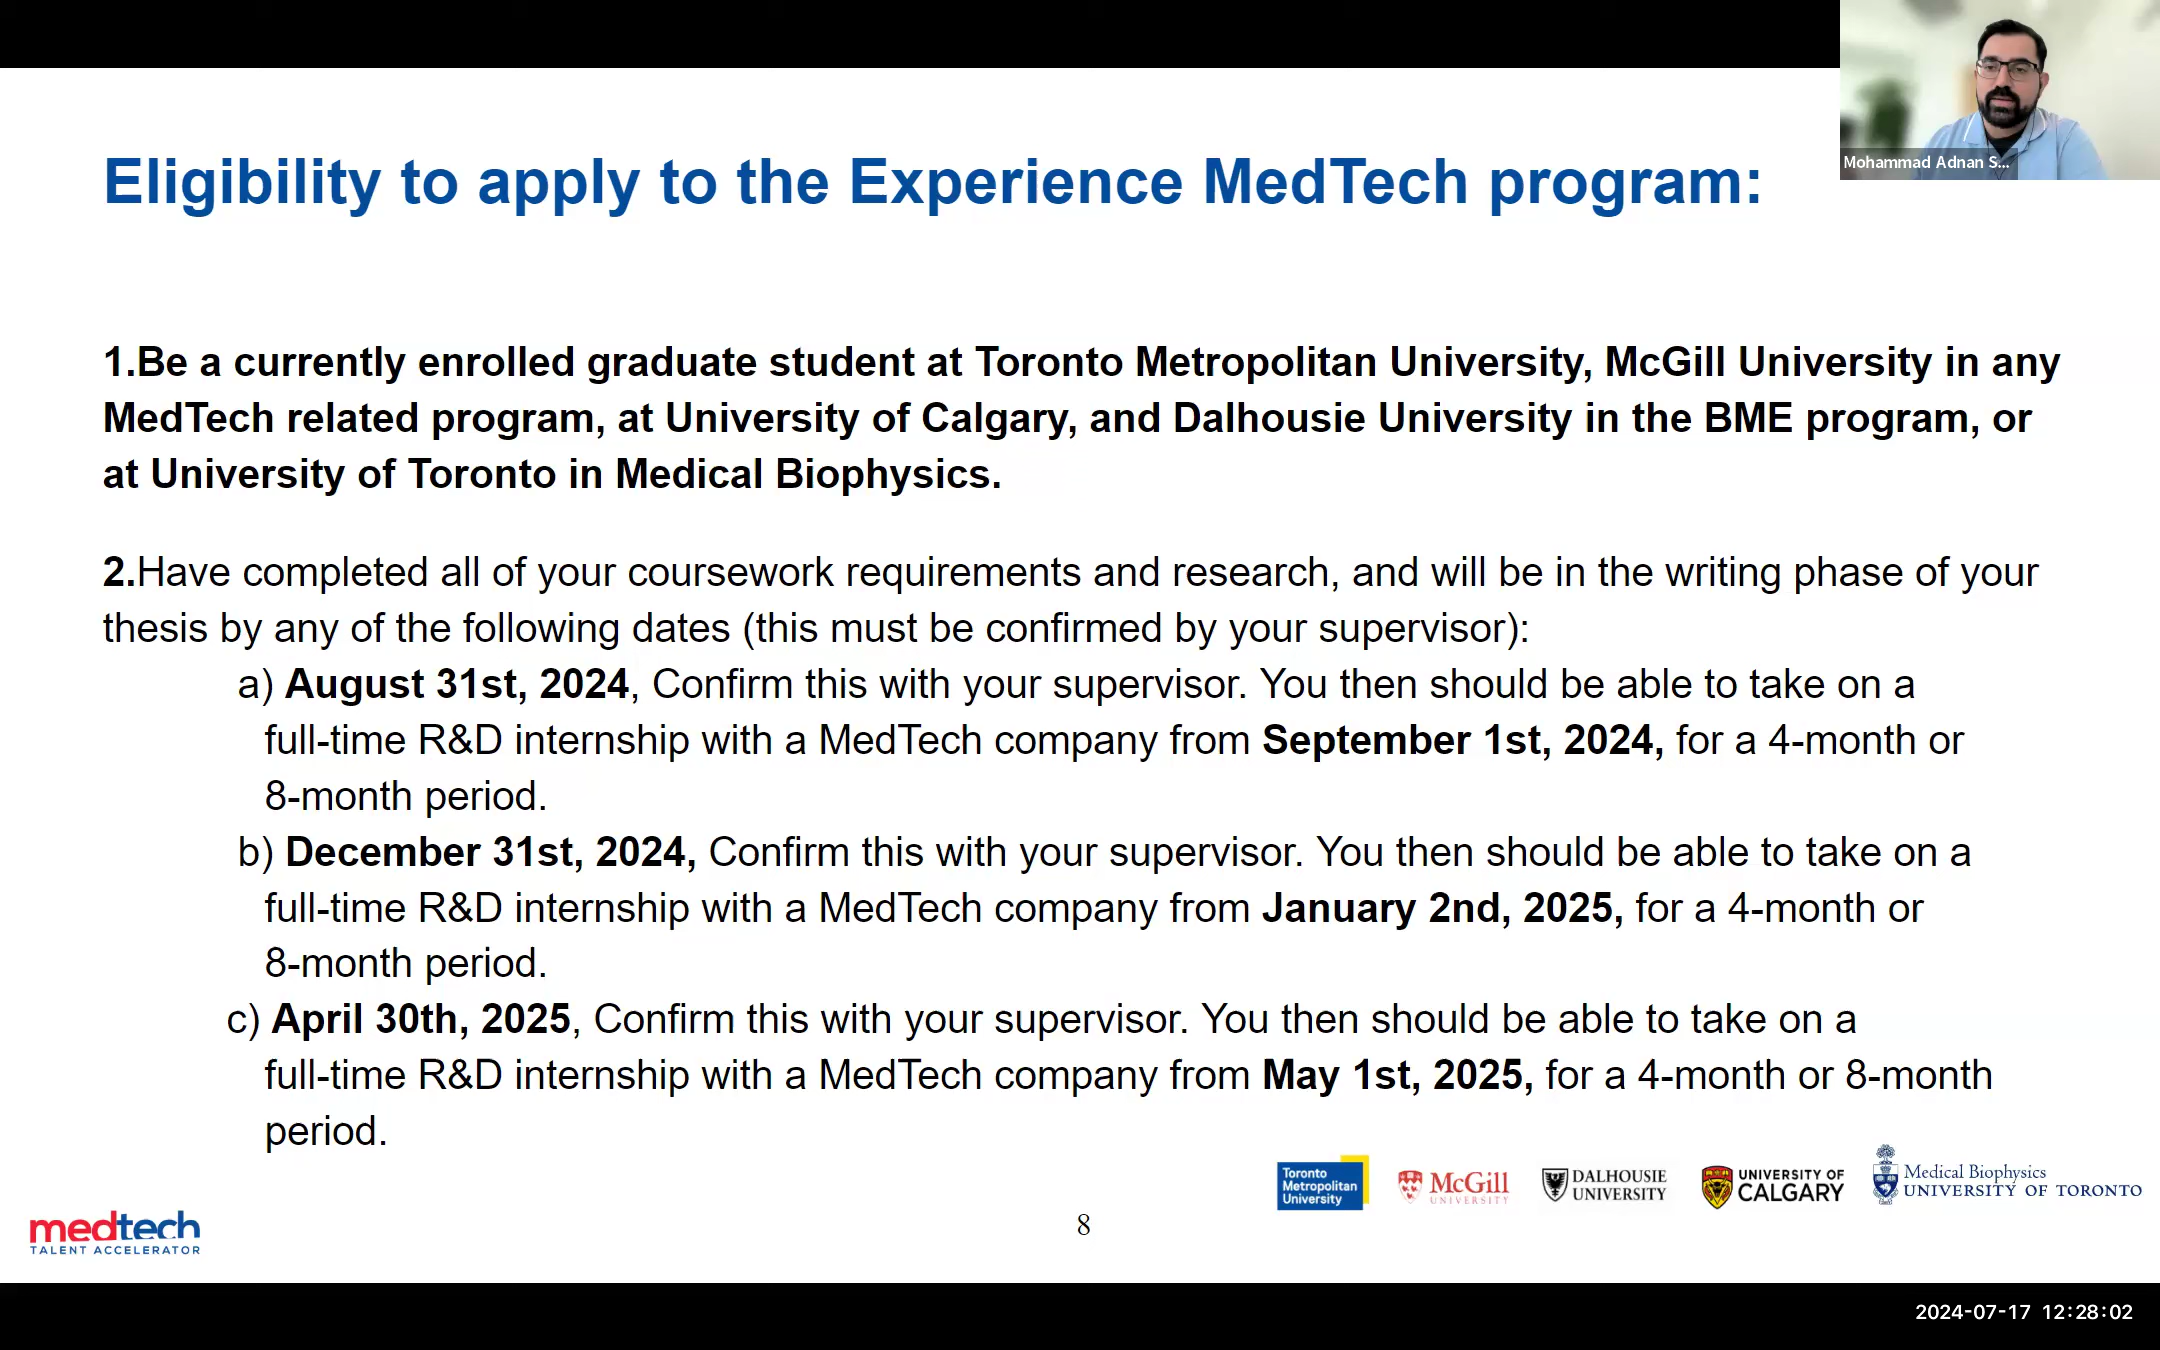 Mohammad Adnan S...
Eligibility to apply to the Experience MedTech program:
1.Be a currently enrolled graduate student at Toronto Metropolitan University, McGill University in any
MedTech related program, at University of Calgary, and Dalhousie University in the BME program, or
at University of Toronto in Medical Biophysics.
2.Have completed all of your coursework requirements and research, and will be in the writing phase of your
thesis by any of the following dates (this must be confirmed by your supervisor):
a) August 31st, 2024, Confirm this with your supervisor. You then should be able to take on a
full-time R&D internship with a MedTech company from September 1st, 2024, for a 4-month or
8-month period.
b) December 31st, 2024, Confirm this with your supervisor. You then should be able to take on a
full-time R&D internship with a MedTech company from January 2nd, 2025, for a 4-month or
8-month period.
c) April 30th, 2025, Confirm this with your supervisor. You then should be able to take on a
full-time R&D internship with a MedTech company from May 1st, 2025, for a 4-month or 8-month
period.
Toronto
Metropolitan
University
McGill
UNIVERSITY
DALHOUSIE
UNIVERSITY
UNIVERSITY OF
CALGARY
Medical Biophysics
UNIVERSITY OF TORONTO
medtech
TALENT ACCELERATOR
8
2024-07-17 12:28:02